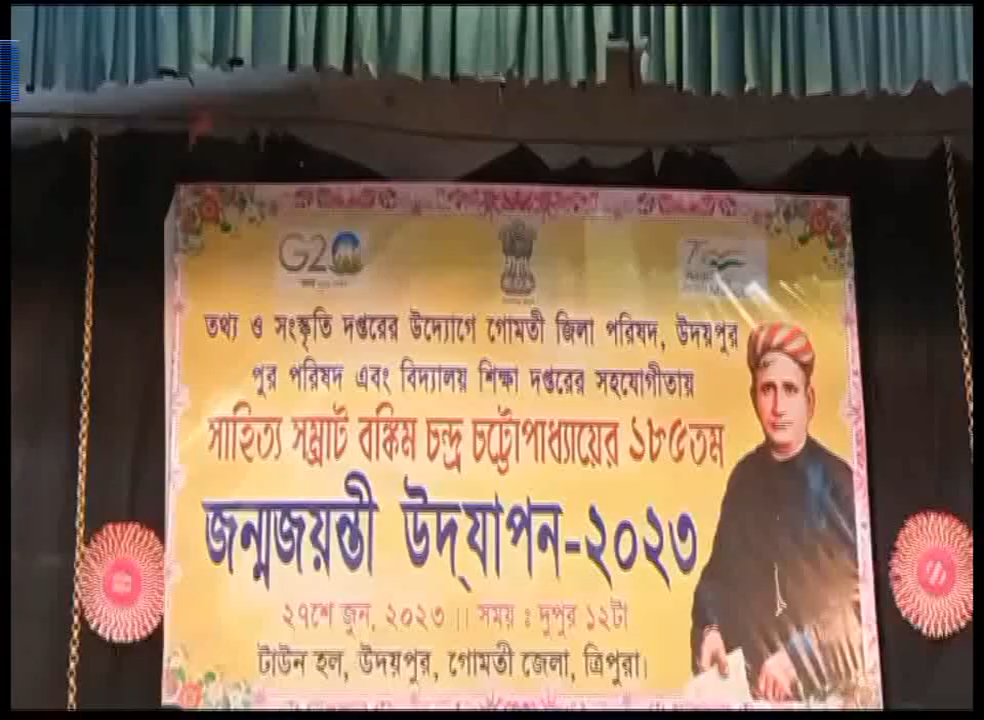 G20
তথ্য ও সংস্কৃতি দপ্তরের উদ্যোগে গোমতী জিলা পরিষদ, উদয়পুর
পুর পরিষদ এবং বিদ্যালয় শিক্ষা দপ্তরের সহযোগীতায়
সাহিত্য সম্রাট বঙ্কিম চন্দ্র চট্টোপাধ্যায়ের ১৮৫তম
জন্মজয়ন্তী উদ্‌যাপন-২০২৩
২৭শে জুন, ২০২৩ || সময় : দুপুর ১২টা
টাউন হল, উদয়পুর, গোমতী জেলা, ত্রিপুরা।